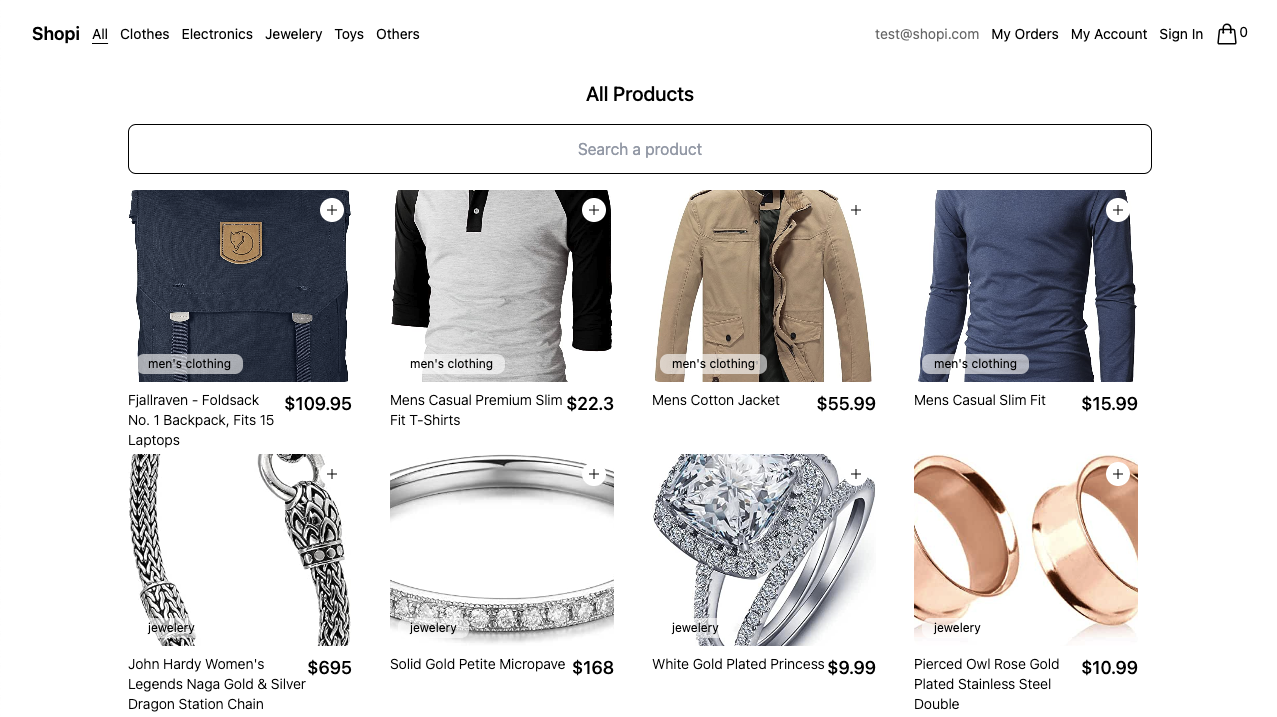 Shopi All Clothes Electronics Jewelery Toys Others test@shopi.com My Orders My Account Sign In 0
All Products
Search a product
men's clothing
Fjallraven - Foldsack
No. 1 Backpack, Fits 15
Laptops
$109.95
men's clothing
Mens Casual Premium Slim
Fit T-Shirts
$22.3
men's clothing
Mens Cotton Jacket
$55.99
men's clothing
Mens Casual Slim Fit
$15.99
jewelery
John Hardy Women's
Legends Naga Gold & Silver
Dragon Station Chain
$695
jewelery
Solid Gold Petite Micropave
$168
jewelery
White Gold Plated Princess
$9.99
jewelery
Pierced Owl Rose Gold
Plated Stainless Steel
Double
$10.99